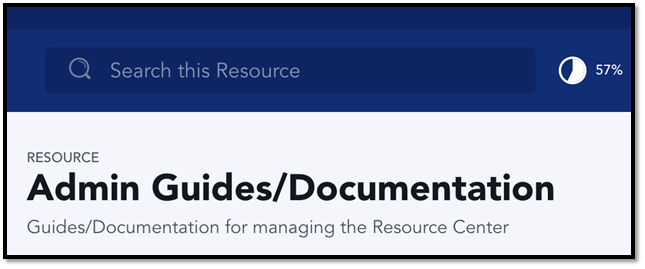 Search this Resource
57%
RESOURCE
Admin Guides/Documentation
Guides/Documentation for managing the Resource Center